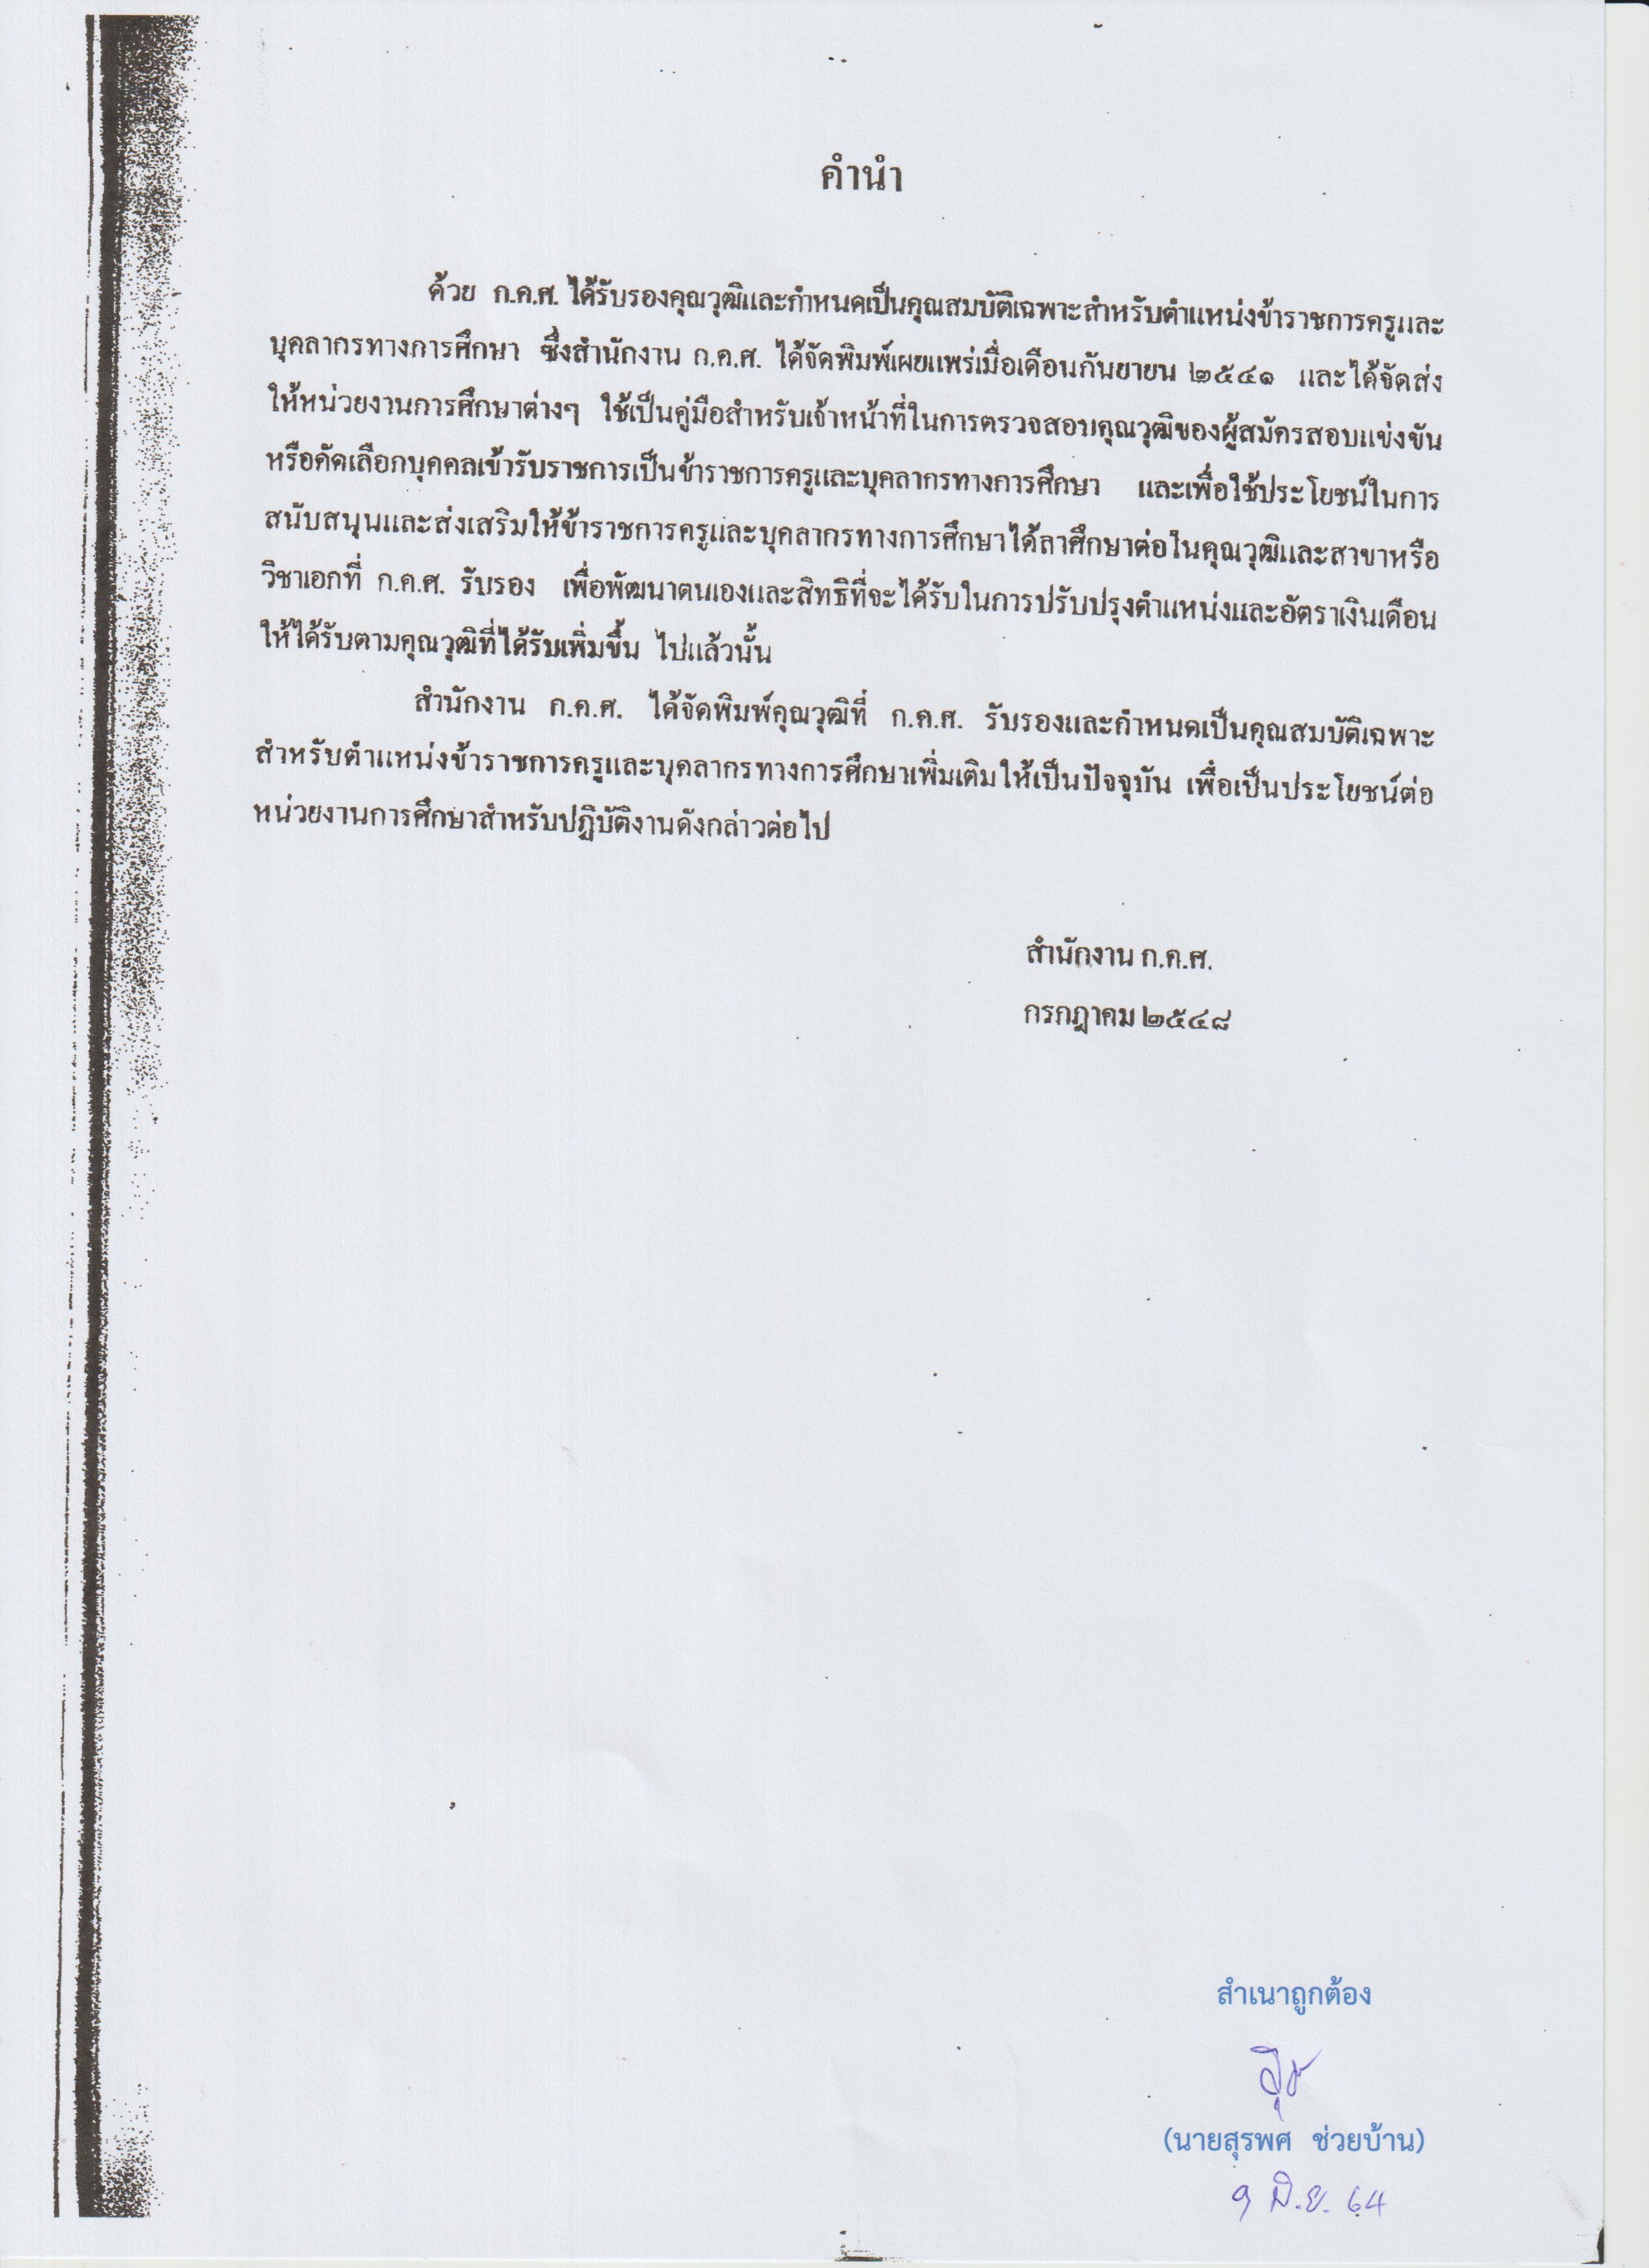 คำนำ
ด้วย ก.ค.ศ. ได้รับรองคุณวุฒิและกำหนดเป็นคุณสมบัติเฉพาะสำหรับตำแหน่งข้าราชการครูและ
บุคลากรทางการศึกษา ซึ่งสำนักงาน ก.ค.ศ. ได้จัดพิมพ์เผยแพร่เมื่อเดือนกันยายน ๒๕๔๑ และได้จัดส่ง
ให้หน่วยงานการศึกษาต่างๆ ใช้เป็นคู่มือสำหรับเจ้าหน้าที่ในการตรวจสอบคุณวุฒิของผู้สมัครสอบแข่งขัน
หรือคัดเลือกบุคคลเข้ารับราชการเป็นข้าราชการครูและบุคลากรทางการศึกษา และเพื่อใช้ประโยชน์ในการ
สนับสนุนและส่งเสริมให้ข้าราชการครูและบุคลากรทางการศึกษาได้ลาศึกษาต่อในคุณวุฒิและสาขาหรือ
วิชาเอกที่ ก.ค.ศ. รับรอง เพื่อพัฒนาตนเองและสิทธิที่จะได้รับในการปรับปรุงตำแหน่งและอัตราเงินเดือน
ให้ได้รับตามคุณวุฒิที่ได้รับเพิ่มขึ้น ไปแล้วนั้น
สำนักงาน ก.ค.ศ. ได้จัดพิมพ์คุณวุฒิที่ ก.ค.ศ. รับรองและกำหนดเป็นคุณสมบัติเฉพาะ
สำหรับตำแหน่งข้าราชการครูและบุคลากรทางการศึกษาเพิ่มเติมให้เป็นปัจจุบัน เพื่อเป็นประโยชน์ต่อ
หน่วยงานการศึกษาสำหรับปฏิบัติงานดังกล่าวต่อไป
สำนักงาน ก.ค.ศ.
กรกฎาคม ๒๕๔๘
สำเนาถูกต้อง
(นายสุรพศ ช่วยบ้าน)
9 มิ.ย. 64